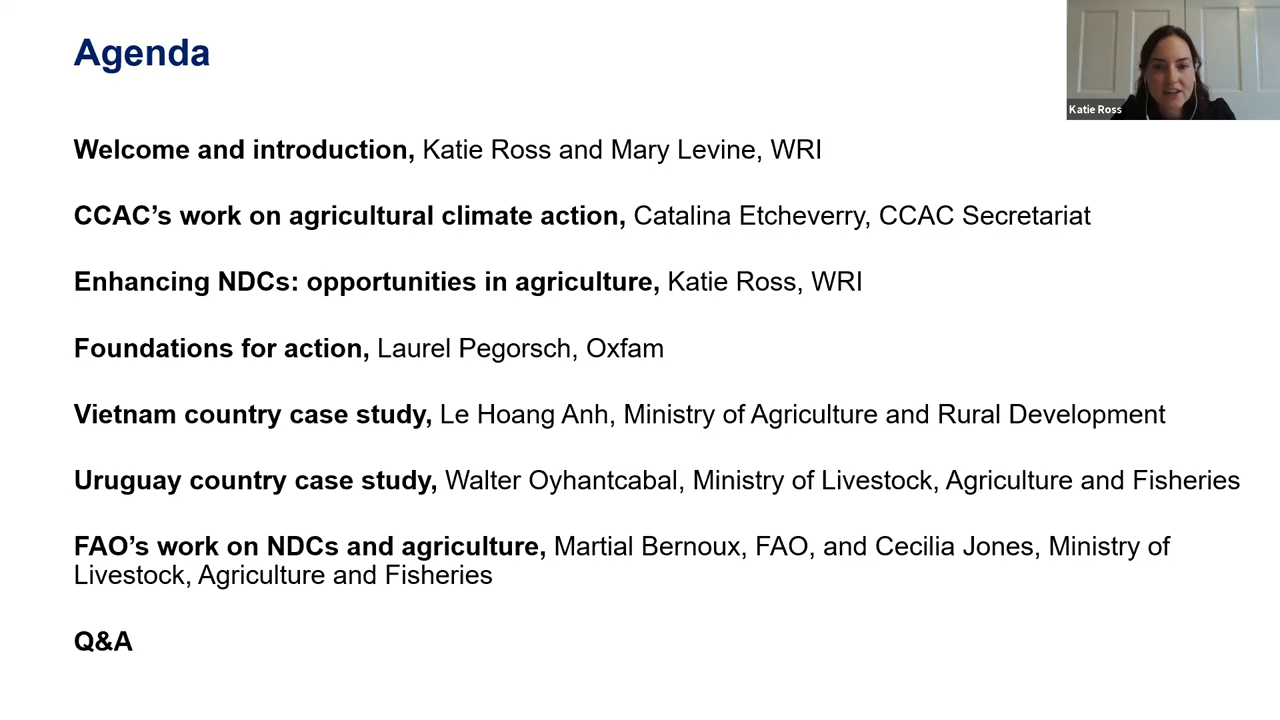 Agenda
Katie Ross
Welcome and introduction, Katie Ross and Mary Levine, WRI
CCAC’s work on agricultural climate action, Catalina Etcheverry, CCAC Secretariat
Enhancing NDCs: opportunities in agriculture, Katie Ross, WRI
Foundations for action, Laurel Pegorsch, Oxfam
Vietnam country case study, Le Hoang Anh, Ministry of Agriculture and Rural Development
Uruguay country case study, Walter Oyhantcabal, Ministry of Livestock, Agriculture and Fisheries
FAO’s work on NDCs and agriculture, Martial Bernoux, FAO, and Cecilia Jones, Ministry of
Livestock, Agriculture and Fisheries
Q&A